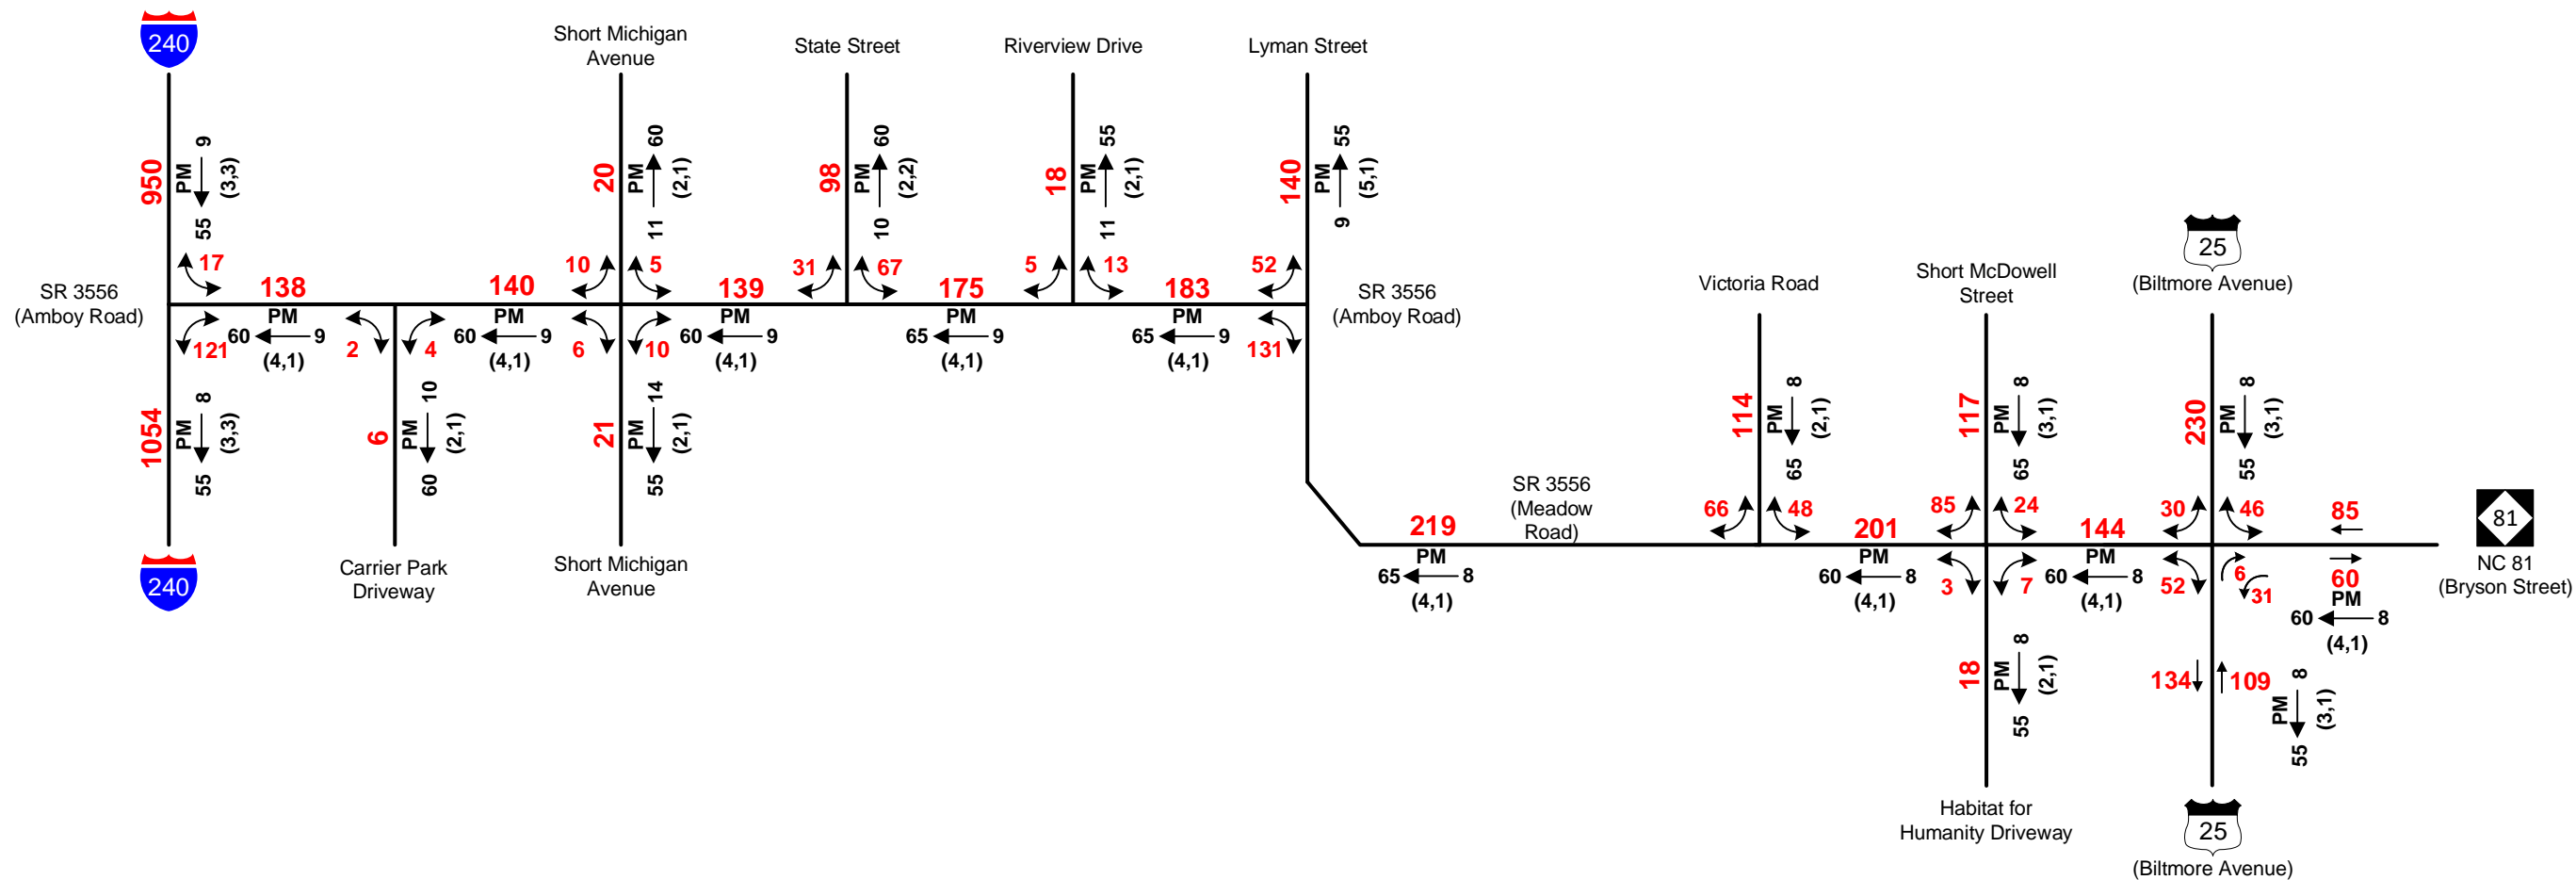 240
Short Michigan
Avenue
State Street
Riverview Drive
Lyman Street
950
PM
9
55
(3,3)
20
PM
60
11
(2,1)
98
PM
60
10
(2,2)
18
PM
55
11
(2,1)
140
PM
55
9
(5,1)
SR 3556
(Amboy Road)
17
138
PM
60 9
(4,1)
121
2
4
140
PM
60 9
(4,1)
10
5
6
10
139
PM
60 9
(4,1)
31
67
175
PM
65 9
(4,1)
5
13
183
PM
65 9
(4,1)
52
131
SR 3556
(Amboy Road)
1054
PM
8
55
(3,3)
6
PM
10
60
(2,1)
21
PM
14
55
(2,1)
240
Carrier Park
Driveway
Short Michigan
Avenue
25
(Biltmore Avenue)
Victoria Road
Short McDowell
Street
114
PM
8
65
(2,1)
117
PM
8
65
(3,1)
230
PM
8
55
(3,1)
SR 3556
(Meadow
Road)
219
PM
65 8
(4,1)
66
48
201
PM
60 8
(4,1)
85
24
3
7
144
PM
60 8
(4,1)
30
46
52
6
31
85
60
PM
60 8
(4,1)
81
NC 81
(Bryson Street)
18
PM
8
55
(2,1)
134
109
PM
8
55
(3,1)
Habitat for
Humanity Driveway
25
(Biltmore Avenue)